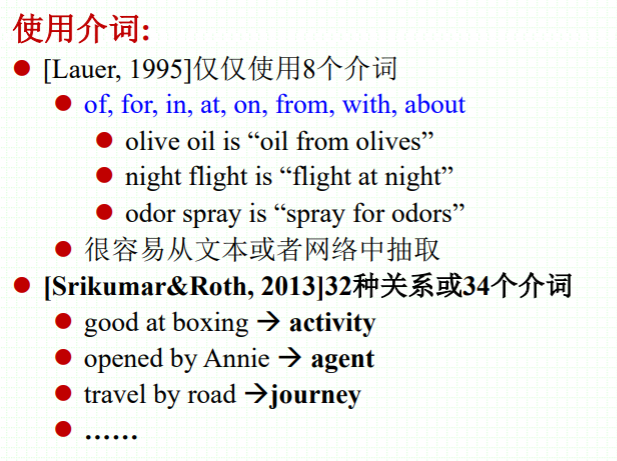 使用介词:
[Lauer, 1995]仅仅使用8个介词
of, for, in, at, on, from, with, about
olive oil is “oil from olives”
night flight is “flight at night”
odor spray is “spray for odors”
很容易从文本或者网络中抽取
[Srikumar&Roth, 2013]32种关系或34个介词
good at boxing → activity
opened by Annie → agent
travel by road →journey
……